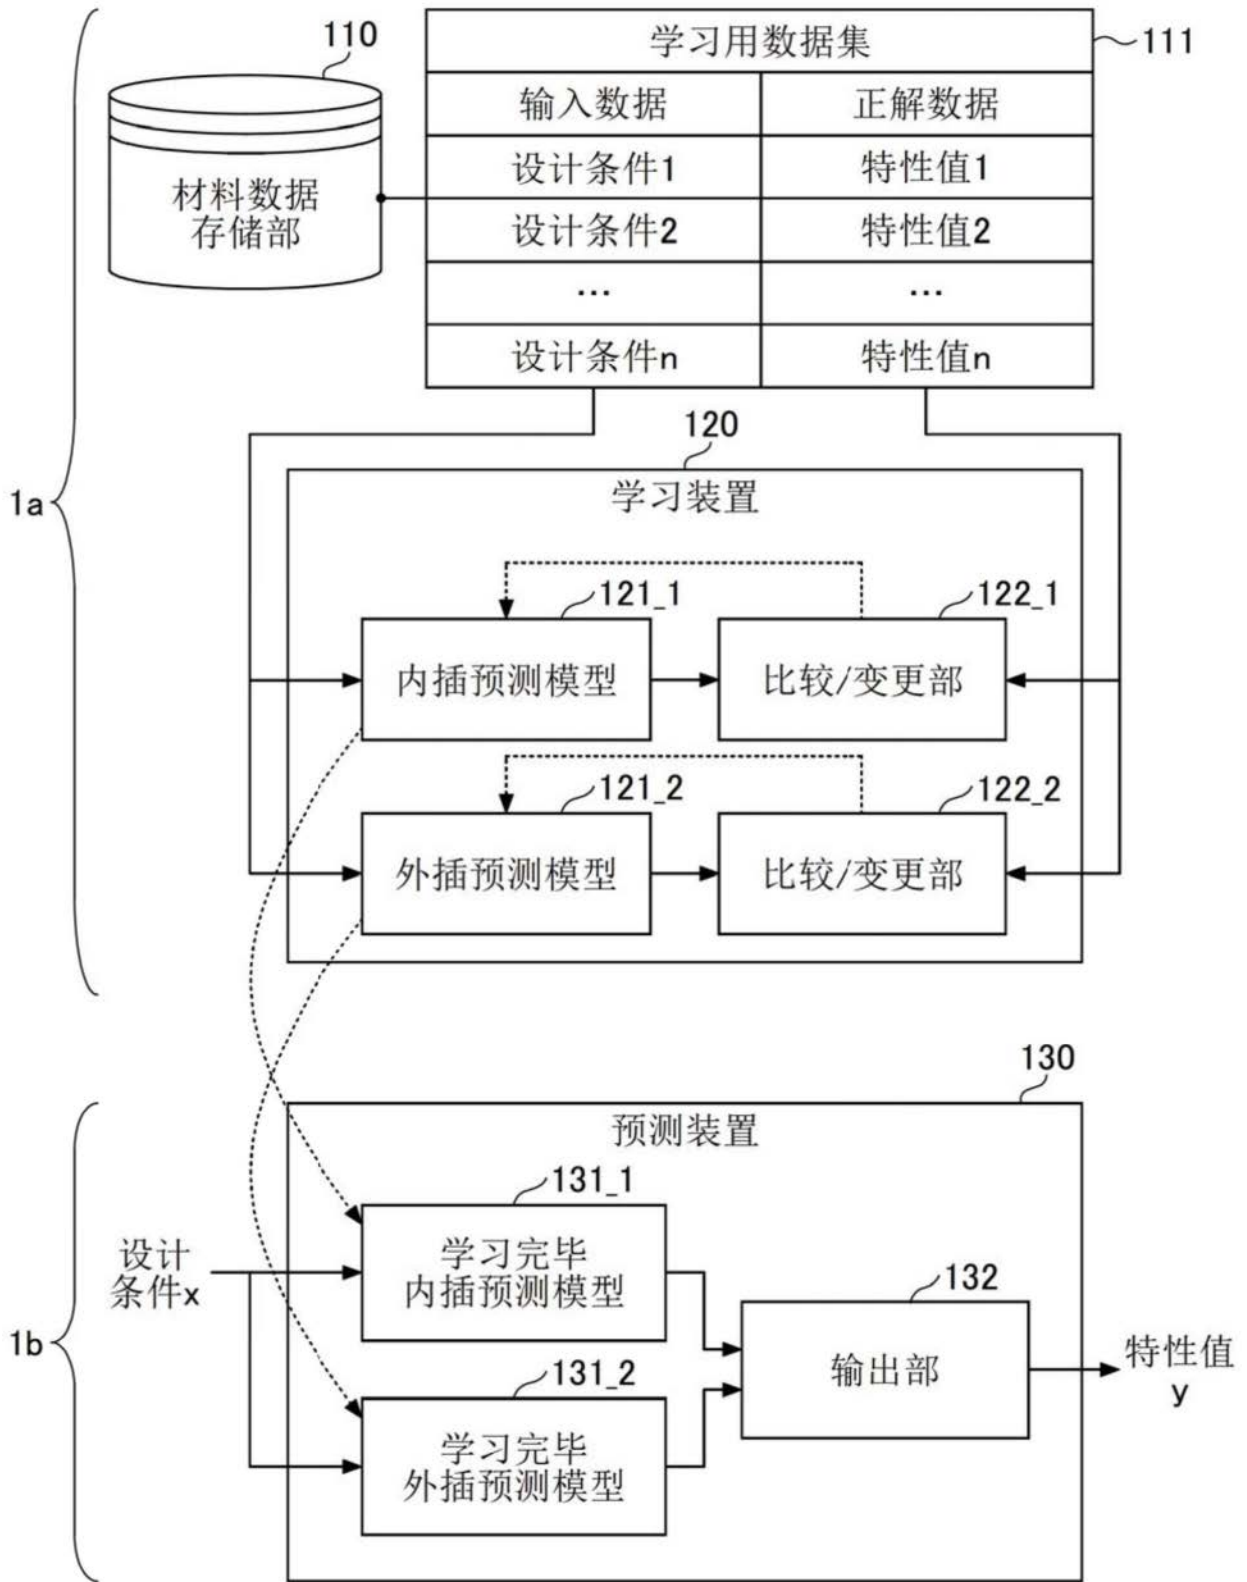 110
学习用数据集
111
输入数据
正解数据
材料数据
存储部
设计条件1
特性值1
设计条件2
特性值2
...
...
设计条件n
特性值n
1a
120
学习装置
121_1
122_1
内插预测模型
比较/变更部
121_2
122_2
外插预测模型
比较/变更部
130
预测装置
1b
设计
条件x
131_1
学习完毕
内插预测模型
131_2
学习完毕
外插预测模型
132
输出部
特性值
y